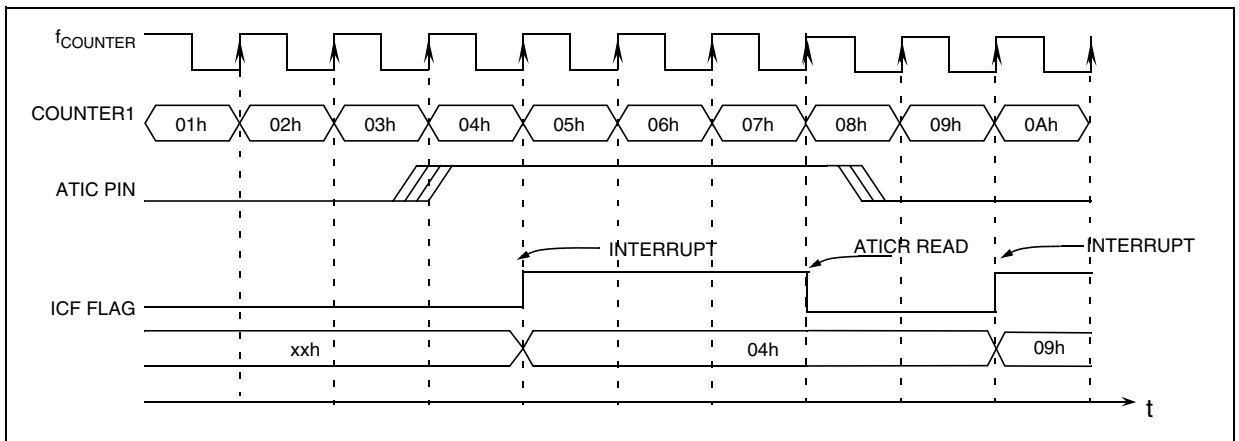 fCOUNTER
COUNTER1 01h 02h 03h 04h 05h 06h 07h 08h 09h 0Ah
ATIC PIN
INTERRUPT ATICR READ INTERRUPT
ICF FLAG
xxh 04h 09h
t